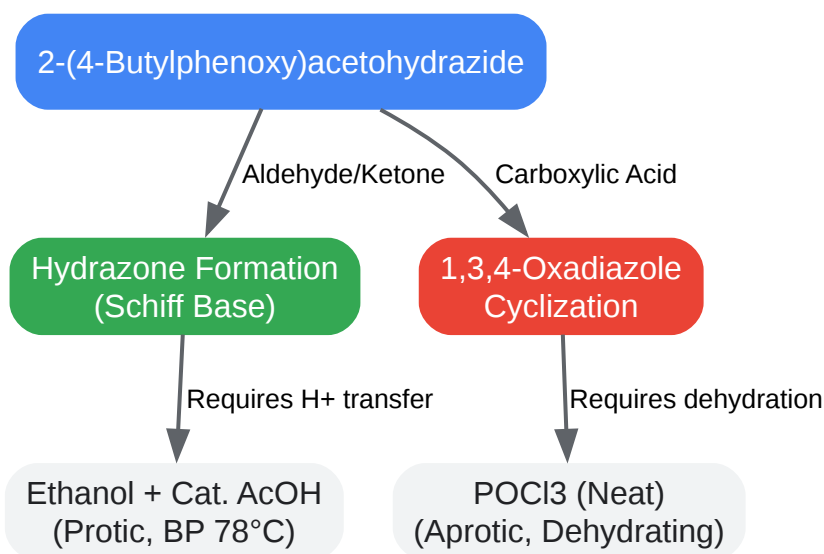 2-(4-Butylphenoxy)acetohydrazide
Aldehyde/Ketone
Carboxylic Acid
Hydrazone Formation
(Schiff Base)
1,3,4-Oxadiazole
Cyclization
Requires H+ transfer
Requires dehydration
Ethanol + Cat. AcOH
(Protic, BP 78°C)
POCl3 (Neat)
(Aprotic, Dehydrating)